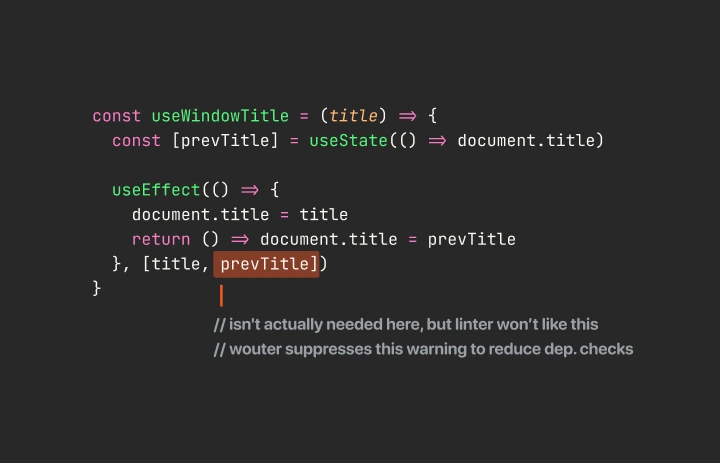 const useWindowTitle = (title) => {
const [prevTitle] = useState(() => document.title)
useEffect(() => {
document.title = title
return () => document.title = prevTitle
}, [title, prevTitle])
}
// isn't actually needed here, but linter won’t like this
// wouter suppresses this warning to reduce dep. checks